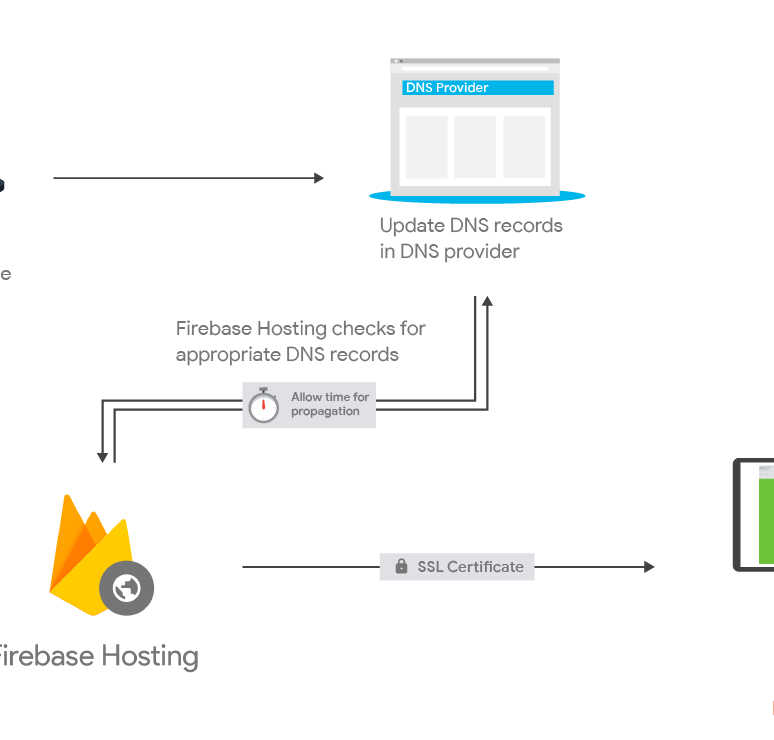 DNS Provider
Update DNS records
in DNS provider
e
Firebase Hosting checks for
appropriate DNS records
Allow time for
propagation
SSL Certificate
Firebase Hosting